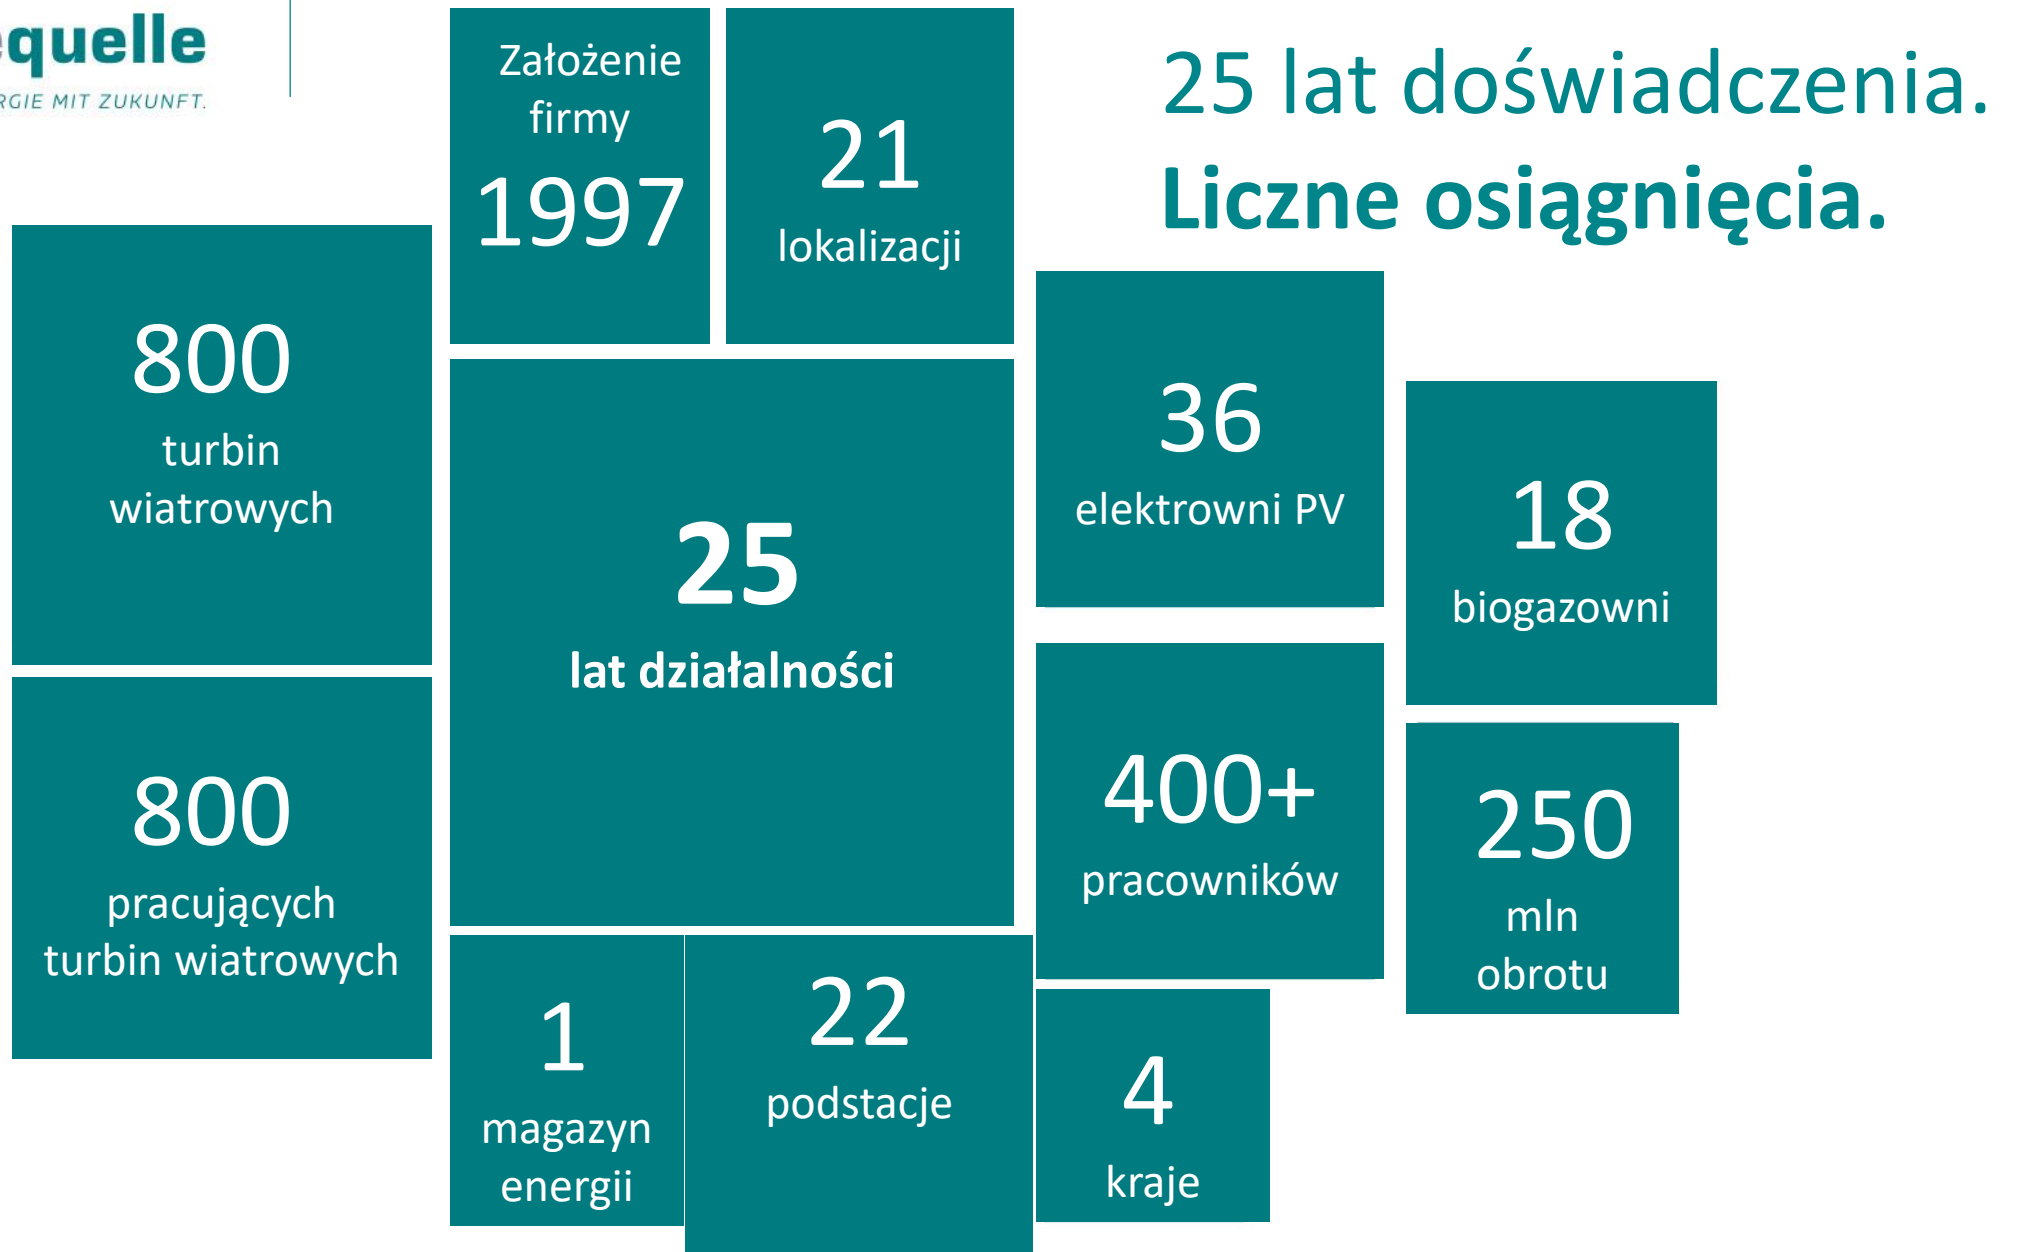 equelle
RGIE MIT ZUKUNFT.
25 lat doświadczenia.
Liczne osiągnięcia.
Założenie
firmy
1997
21
lokalizacji
800
turbin
wiatrowych
25
lat działalności
36
elektrowni PV
18
biogazowni
800
pracujących
turbin wiatrowych
400+
pracowników
250
mln
obrotu
1
magazyn
energii
22
podstacje
4
kraje